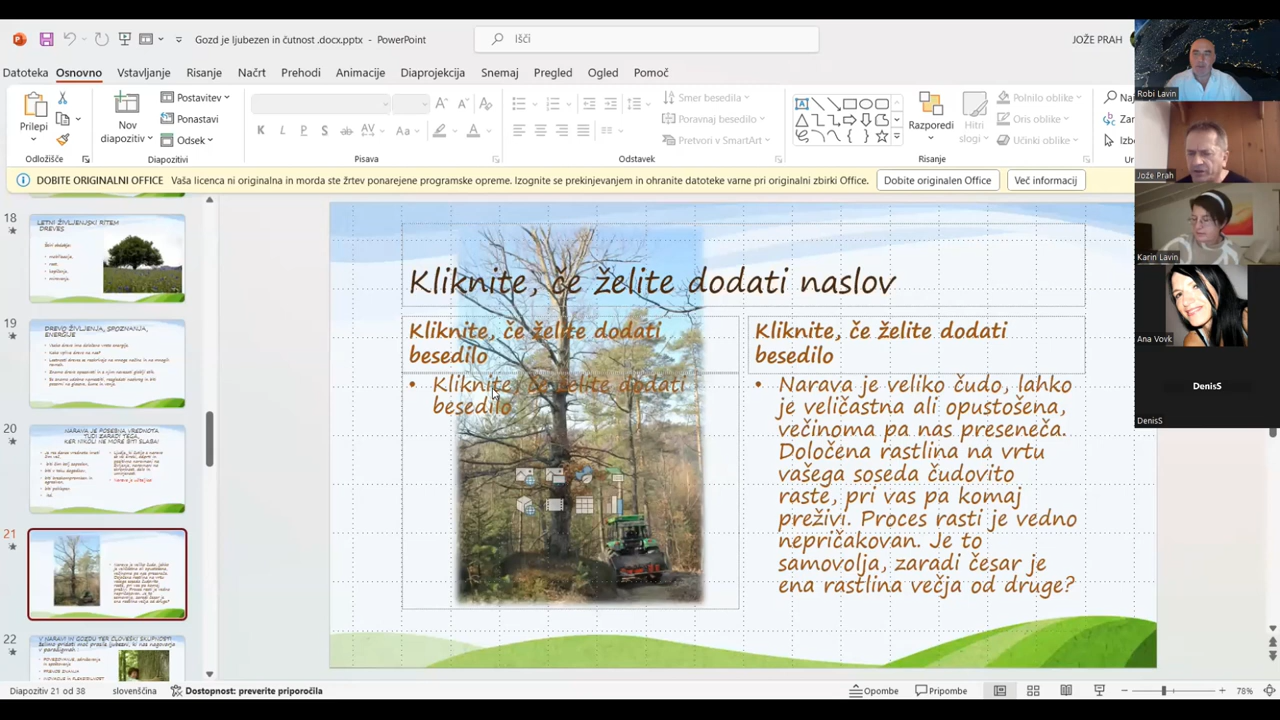 Gozd je ljubezen in čutnost .docx.pptx - PowerPoint
Išči
JOŽE PRAH
Datoteka Osnovno Vstavljanje Risanje Načrt Prehodi Animacije Diaprojekcija Snemaj Pregled Ogled Pomoč
Prilepi
Nov
diapozitiv
Postavitev
Ponastavi
Odsek
Smer besedila
Poravnaj besedilo
Pretvori v SmartArt
Razporedi
Hitri
slogi
Polnilo oblike
Oris oblike
Učinki oblike
Odložišče Diapozitivi Pisava Odstavek Risanje
DOBITE ORIGINALNI OFFICE Vaša licenca ni originalna in morda ste žrtev ponarejene programske opreme. Izognite se prekinjevanjem in ohranite datoteke varne pri originalni zbirki Office.
Dobite originalen Office
Več informacij
18
LETNI ŽIVLJENJSKI RITEM
DREVES
19
DREVO ŽIVLJENJA, SPOZNANJA,
ENERGIJE
20
NARAVA JE POSEBNA VREDNOTA
TUDI ZARADI TEGA,
KER NIKOLI NE MORE BITI SLABA!
21
22
Kliknite, če želite dodati naslov
Kliknite, če želite dodati
besedilo
• Kliknite, če želite dodati
besedilo
Kliknite, če želite dodati
besedilo
• Narava je veliko čudo, lahko
je veličastna ali opustošena,
večinoma pa nas preseneča.
Določena rastlina na vrtu
vašega soseda čudovito
raste, pri vas pa komaj
preživi. Proces rasti je vedno
nepričakovan. Je to
samovolja, zaradi česar je
ena rastlina večja od druge?
Robi Lavin
Jože Prah
Karin Lavin
Ana Vovk
DenisS
DenisS
Diapozitiv 21 od 38
slovenščina
Dostopnost: preverite priporočila
Opombe
Pripombe
78%